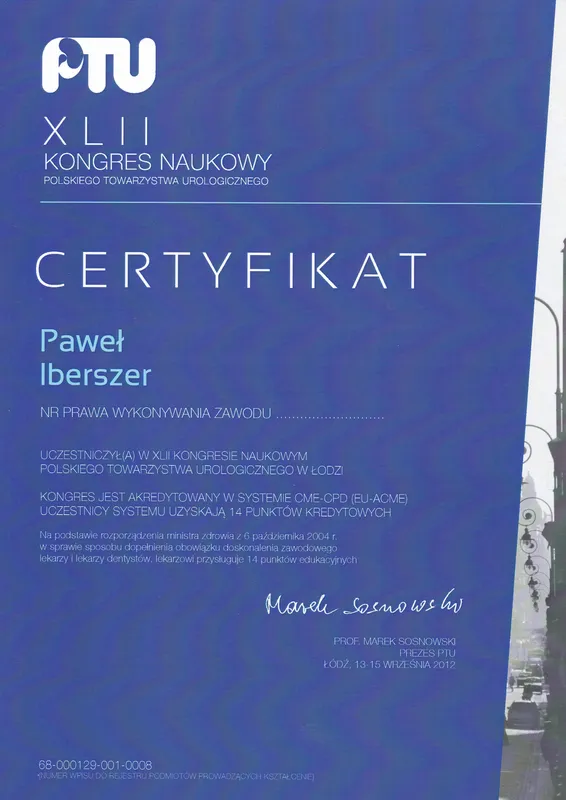 PTU
XLII
KONGRES NAUKOWY
POLSKIEGO TOWARZYSTWA UROLOGICZNEGO
CERTYFIKAT
Paweł
Iberszer
NR PRAWA WYKONYWANIA ZAWODU ...........................
UCZESTNICZYŁ(A) W XLII KONGRESIE NAUKOWYM
POLSKIEGO TOWARZYSTWA UROLOGICZNEGO W ŁODZI
KONGRES JEST AKREDYTOWANY W SYSTEMIE CME-CPD (EU-ACME)
UCZESTNICY SYSTEMU UZYSKAJĄ 14 PUNKTÓW KREDYTOWYCH
Na podstawie rozporządzenia ministra zdrowia z 6 października 2004 r.
w sprawie sposobu dopełnienia obowiązku doskonalenia zawodowego
lekarzy i lekarzy dentystów, lekarzowi przysługuje 14 punktów edukacyjnych
Marek Sosnowski
PROF. MAREK SOSNOWSKI
PREZES PTU
ŁÓDŹ, 13-15 WRZEŚNIA 2012
68-000129-001-0008
(NUMER WPISU DO REJESTRU PODMIOTÓW PROWADZĄCYCH KSZTAŁCENIE)